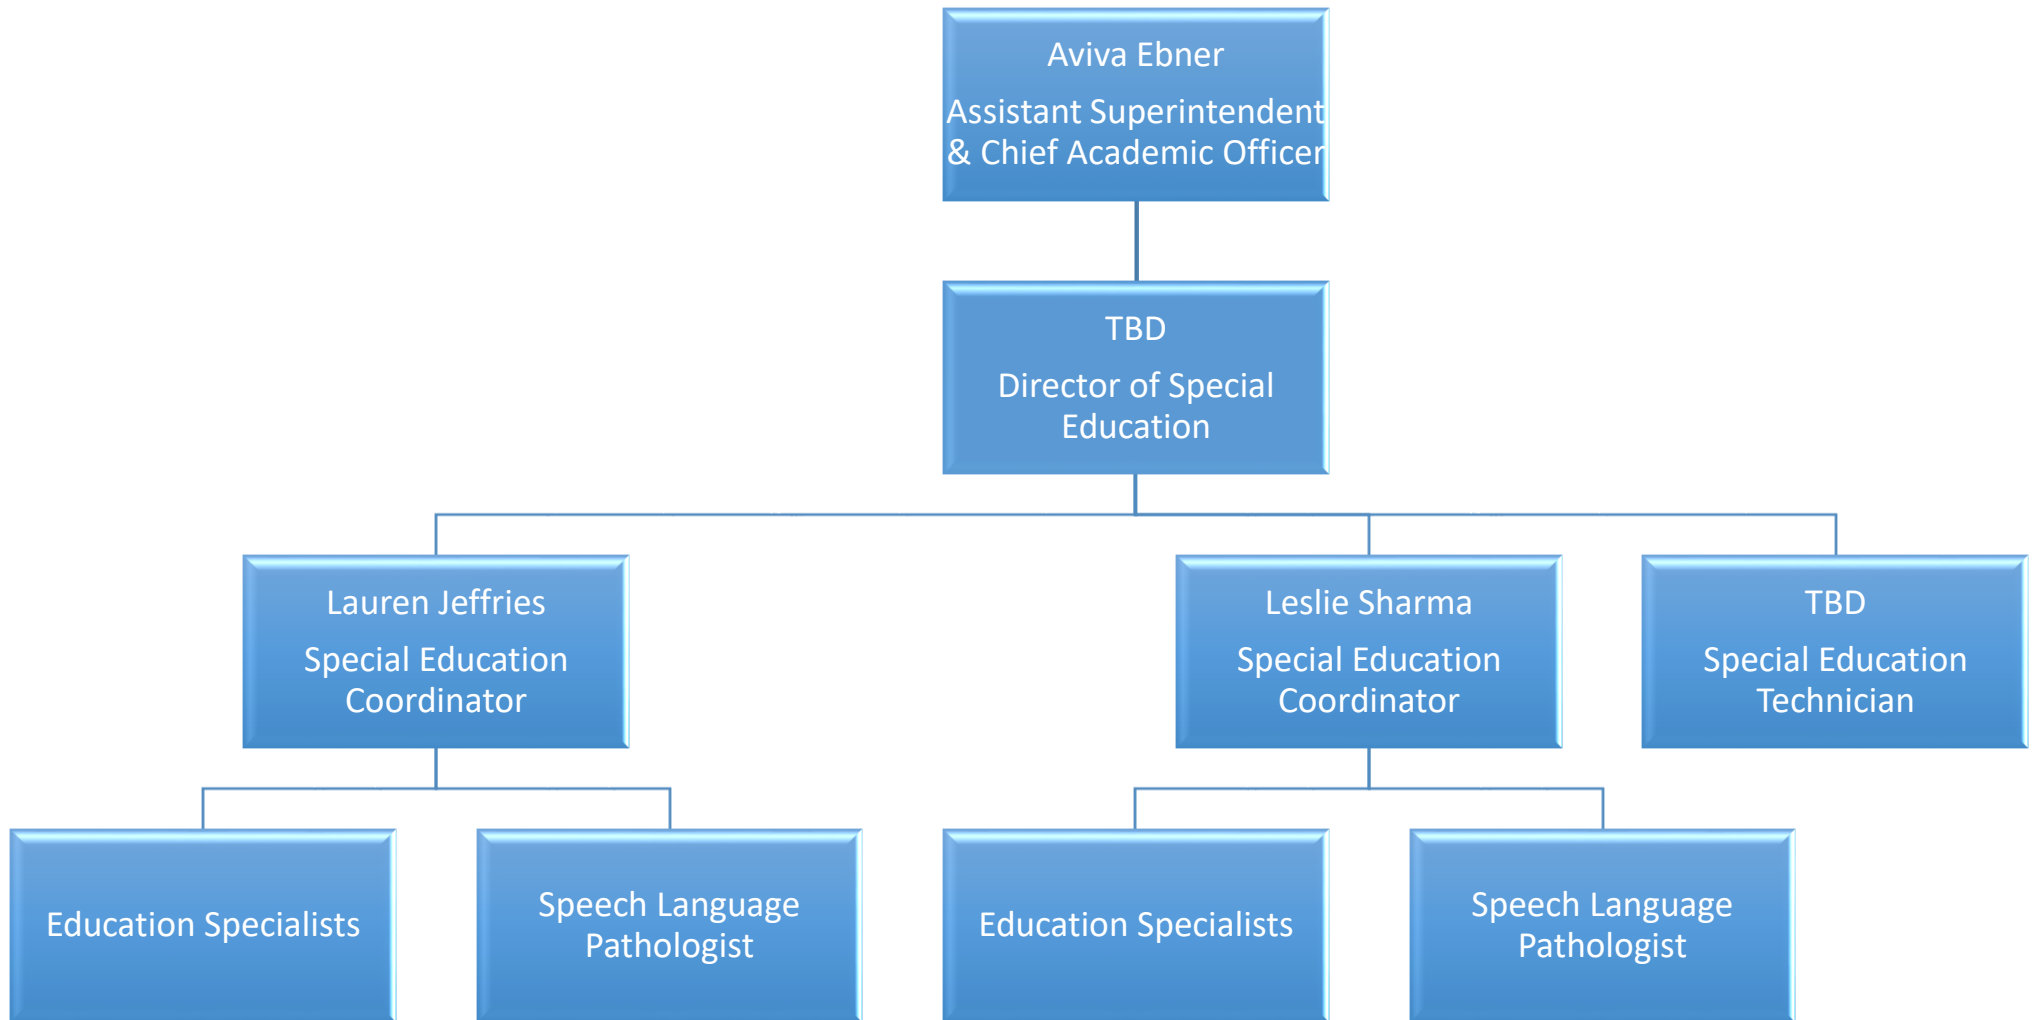 Aviva Ebner
Assistant Superintendent
& Chief Academic Officer
TBD
Director of Special
Education
Lauren Jeffries
Special Education
Coordinator
Leslie Sharma
Special Education
Coordinator
TBD
Special Education
Technician
Education Specialists
Speech Language
Pathologist
Education Specialists
Speech Language
Pathologist